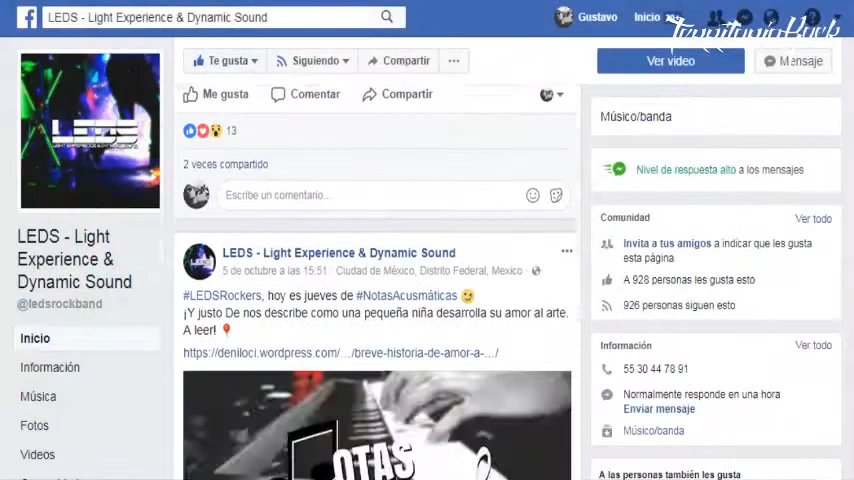 LEDS - Light Experience & Dynamic Sound
Gustavo
Inicio
TerritorioRock
Te gusta
Siguiendo
Compartir
Ver video
Mensaje
LEDS
Me gusta
Comentar
Compartir
13
2 veces compartido
Escribe un comentario...
LEDS - Light
Experience &
Dynamic Sound
@ledsrockband
Inicio
Información
Música
Fotos
Videos
LEDS - Light Experience & Dynamic Sound
5 de octubre a las 15:51 · Ciudad de México, Distrito Federal, Mexico ·
#LEDSRockers, hoy es jueves de #NotasAcusmáticas 😉
¡Y justo De nos describe como una pequeña niña desarrolla su amor al arte.
A leer! 📍
https://deniloci.wordpress.com/…/breve-historia-de-amor-a-…/
OTAS
Músico/banda
Nivel de respuesta alto a los mensajes
Comunidad
Ver todo
Invita a tus amigos a indicar que les gusta
esta página
A 928 personas les gusta esto
926 personas siguen esto
Información
Ver todo
55 30 44 78 91
Normalmente responde en una hora
Enviar mensaje
Músico/banda
A las personas también les gusta